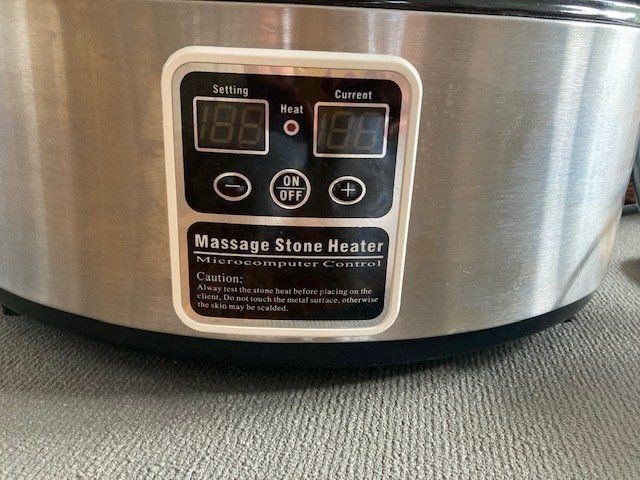 Setting
Current
Heat
ON
OFF
Massage Stone Heater
Microcomputer Control
Caution:
Alway test the stone heat before placing on the
client, Do not touch the metal surface, otherwise
the skin may be scalded.